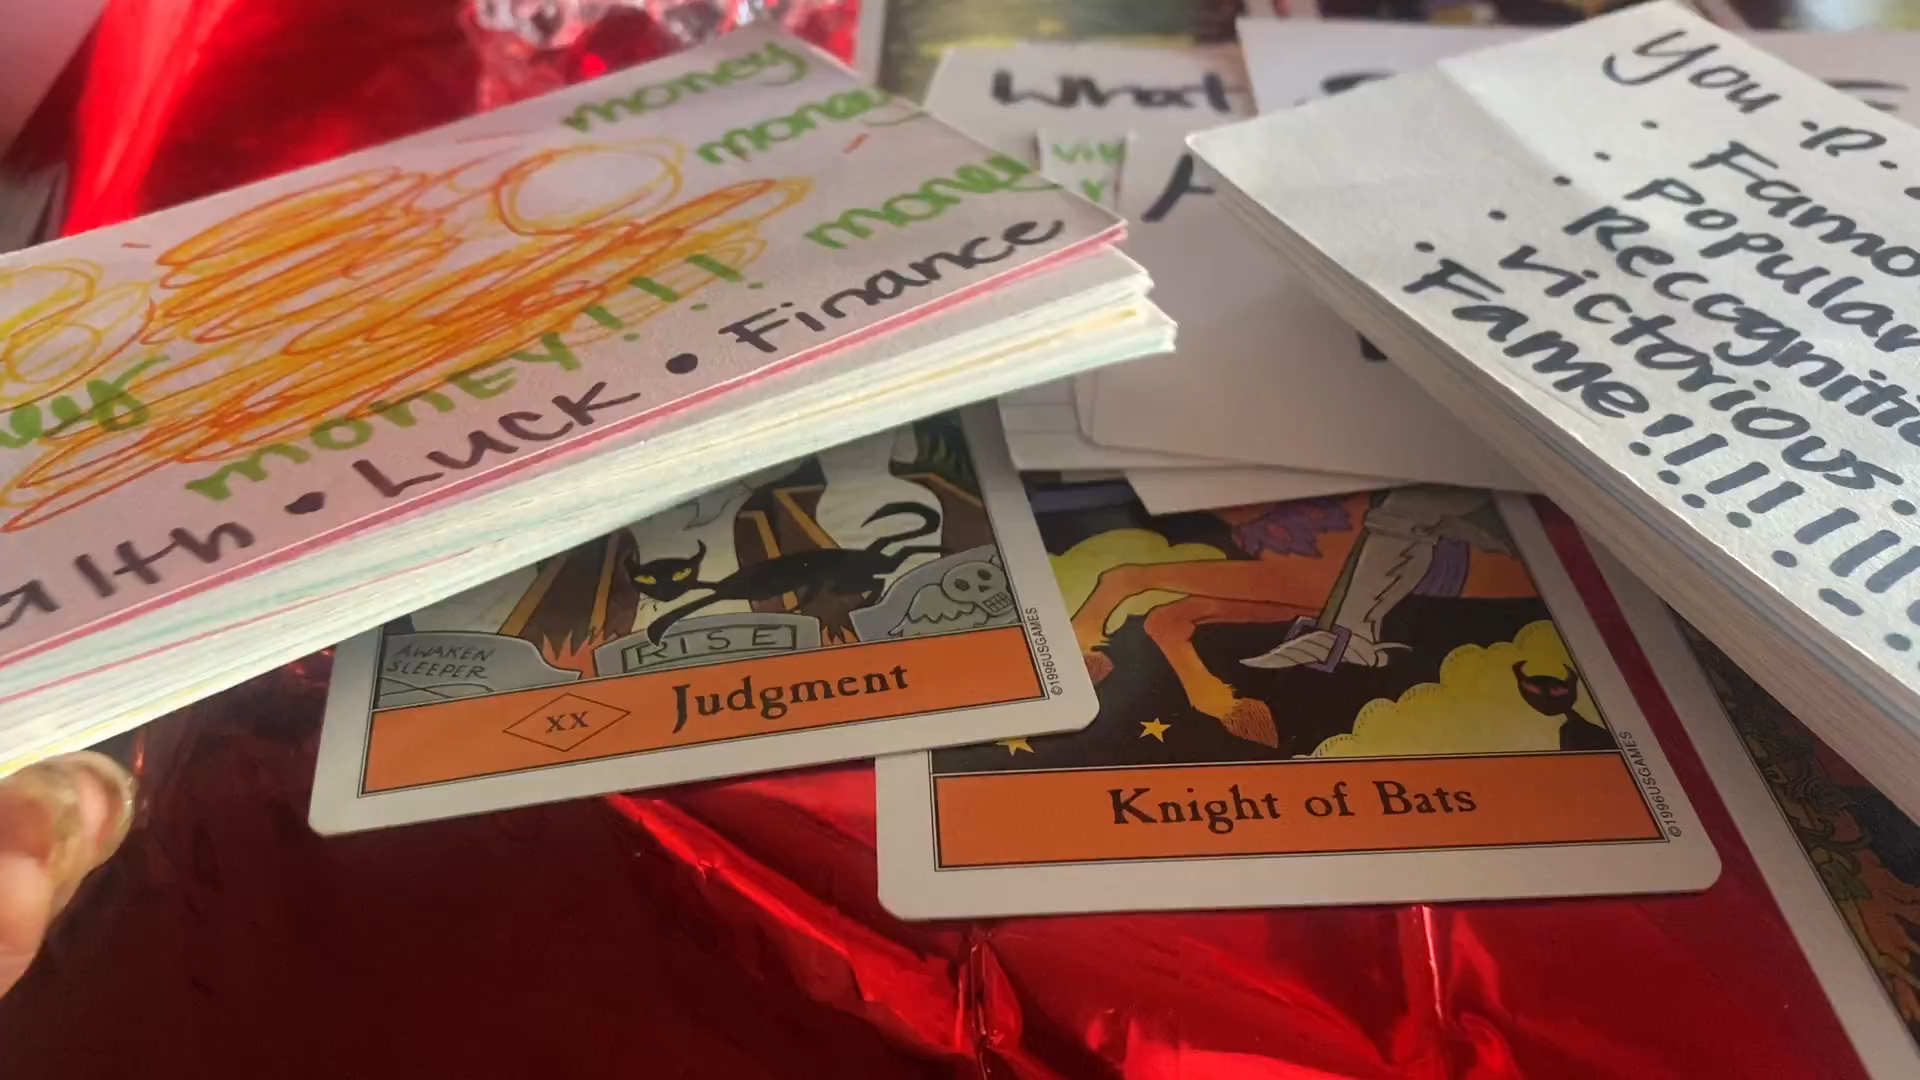 money
money
money
MONEY!!!
Luck • Finance
What
You • R •
• Famo
• Popular
• Recogniti
• Victorious
• Fame!!!!!!
AWAKEN
SLEEPER
RISE
XX Judgment
©1996USGAMES
Knight of Bats
©1996USGAMES